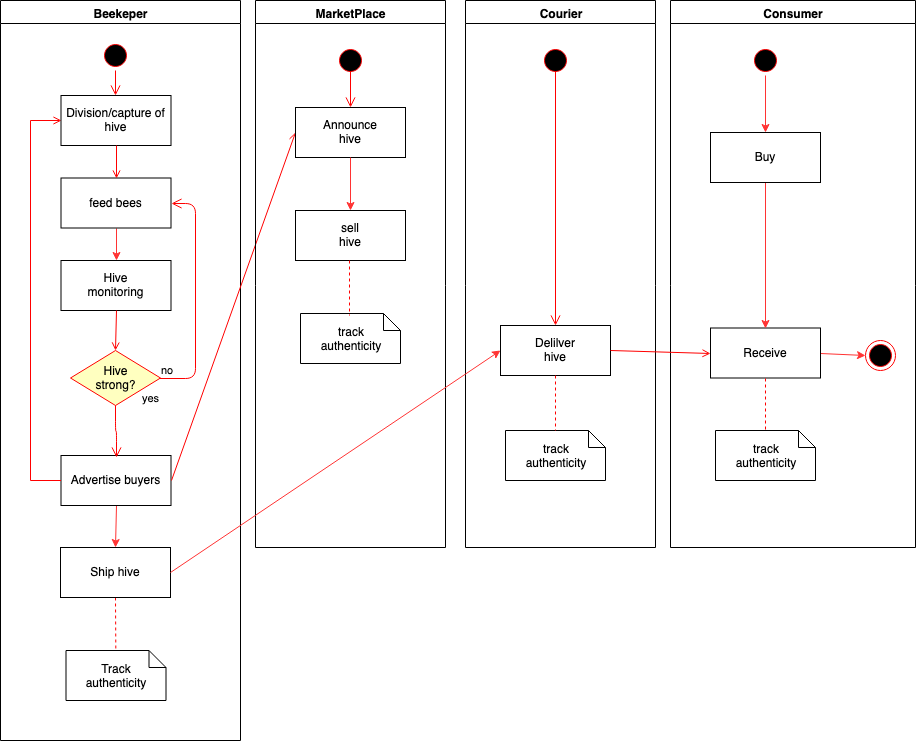 Beekeper
MarketPlace
Courier
Consumer
Division/capture of
hive
feed bees
Hive
monitoring
Hive
strong?
no
yes
Advertise buyers
Ship hive
Track
authenticity
Announce
hive
sell
hive
track
authenticity
Delilver
hive
track
authenticity
Buy
Receive
track
authenticity